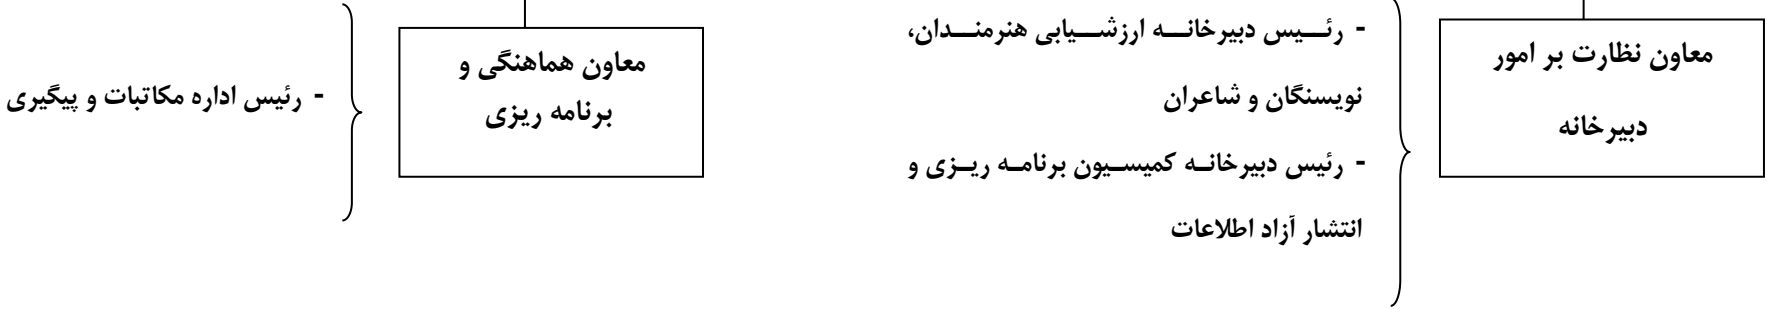 معاون نظارت بر امور
دبیرخانه
- رئیس دبیرخانه ارزشیابی هنرمندان،
نویسنگان و شاعران
- رئیس دبیرخانه کمیسیون برنامه ریزی و
انتشار آزاد اطلاعات
معاون هماهنگی و
برنامه ریزی
- رئیس اداره مکاتبات و پیگیری